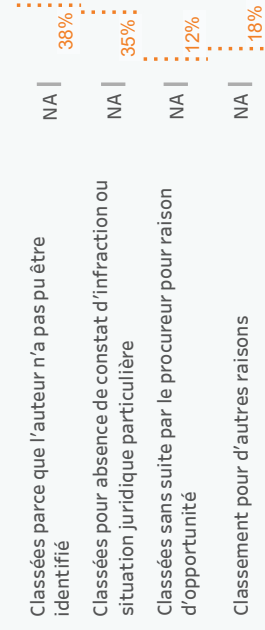 Classées parce que l'auteur n'a pas pu être
identifié
NA
38%
Classées pour absence de constat d'infraction ou
situation juridique particulière
NA
35%
Classées sans suite par le procureur pour raison
d'opportunité
NA
12%
Classement pour d'autres raisons
NA
18%